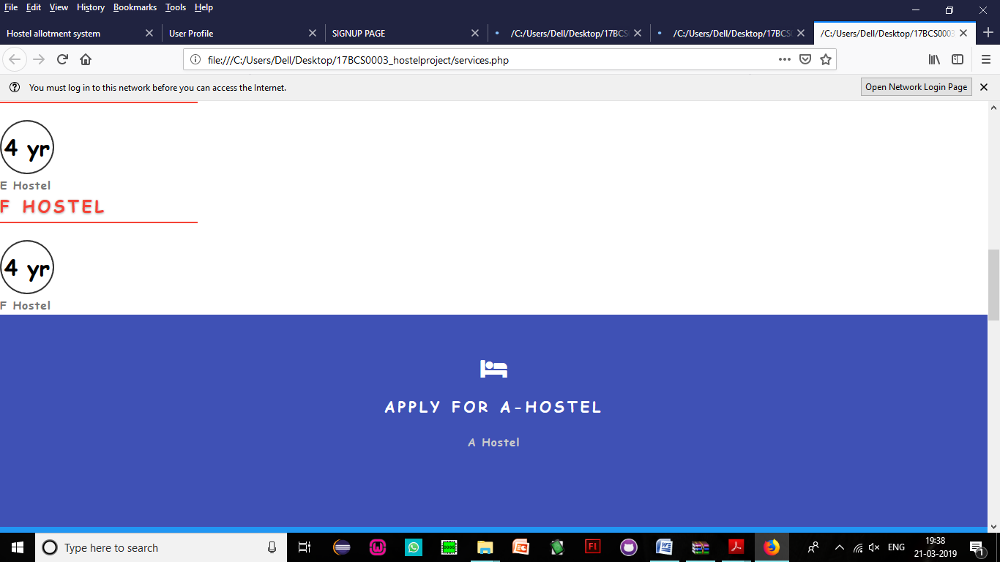 File Edit View History Bookmarks Tools Help
Hostel allotment system User Profile SIGNUP PAGE /C:/Users/Dell/Desktop/17BCS /C:/Users/Dell/Desktop/17BCS /C:/Users/Dell/Desktop/17BCS0003
file:///C:/Users/Dell/Desktop/17BCS0003_hostelproject/services.php
You must log in to this network before you can access the Internet. Open Network Login Page
4 yr
E Hostel
F HOSTEL
4 yr
F Hostel
APPLY FOR A-HOSTEL
A Hostel
Type here to search ENG 19:38
21-03-2019 1